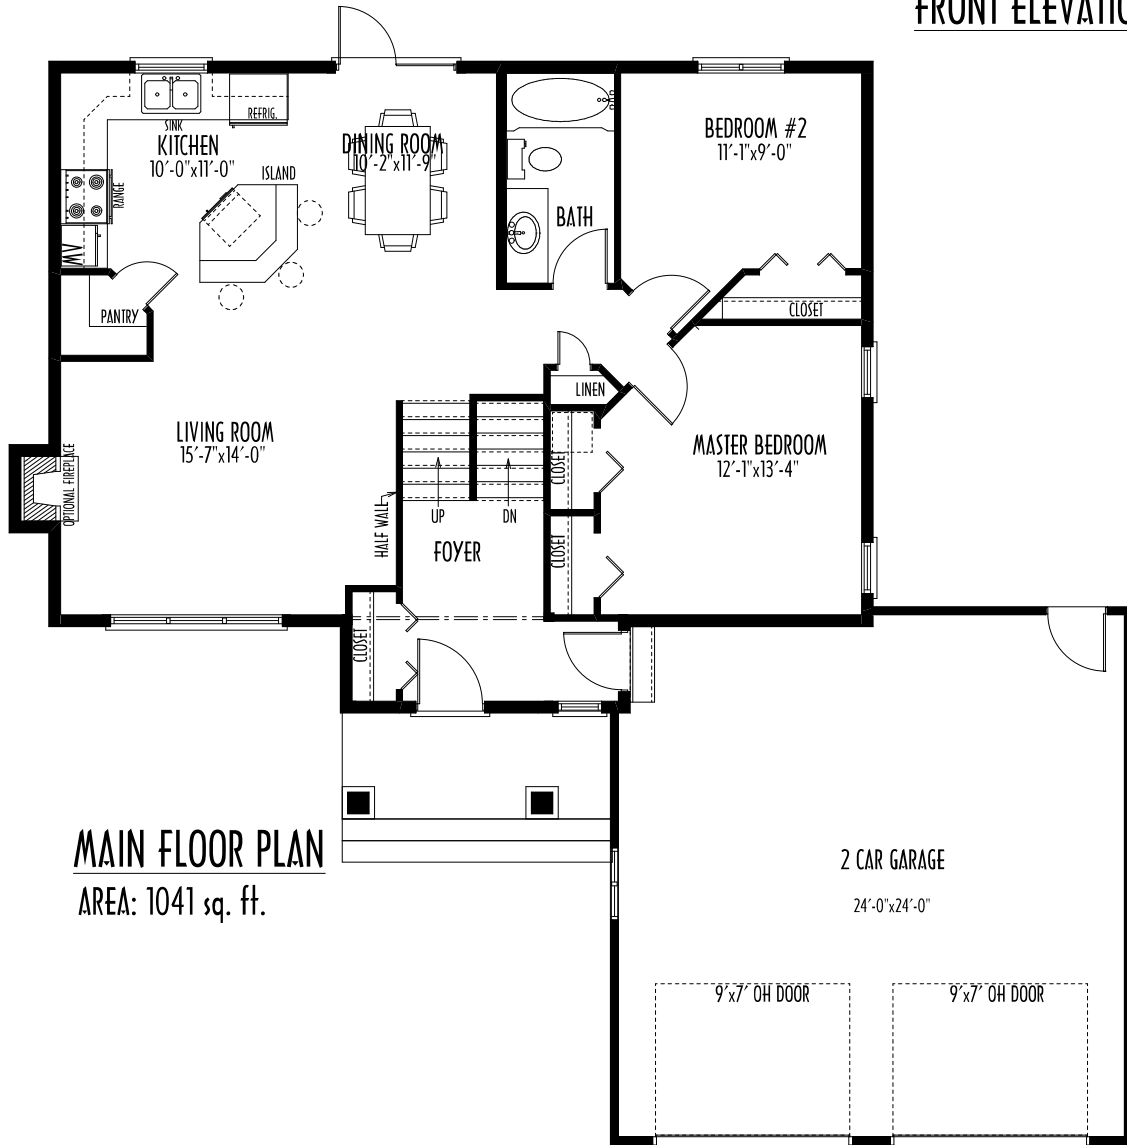 FRONT ELEVATIO
SINK
REFRIG.
KITCHEN
10'-0"x11'-0"
DINING ROOM
10'-2"x11'-9"
BEDROOM #2
11'-1"x9'-0"
ISLAND
RANGE
BATH
MW
PANTRY
CLOSET
LINEN
LIVING ROOM
15'-7"x14'-0"
MASTER BEDROOM
12'-1"x13'-4"
OPTIONAL FIREPLACE
CLOSET
UP
DN
HALF WALL
FOYER
CLOSET
CLOSET
MAIN FLOOR PLAN
AREA: 1041 sq. ft.
2 CAR GARAGE
24'-0"x24'-0"
9'x7' OH DOOR
9'x7' OH DOOR